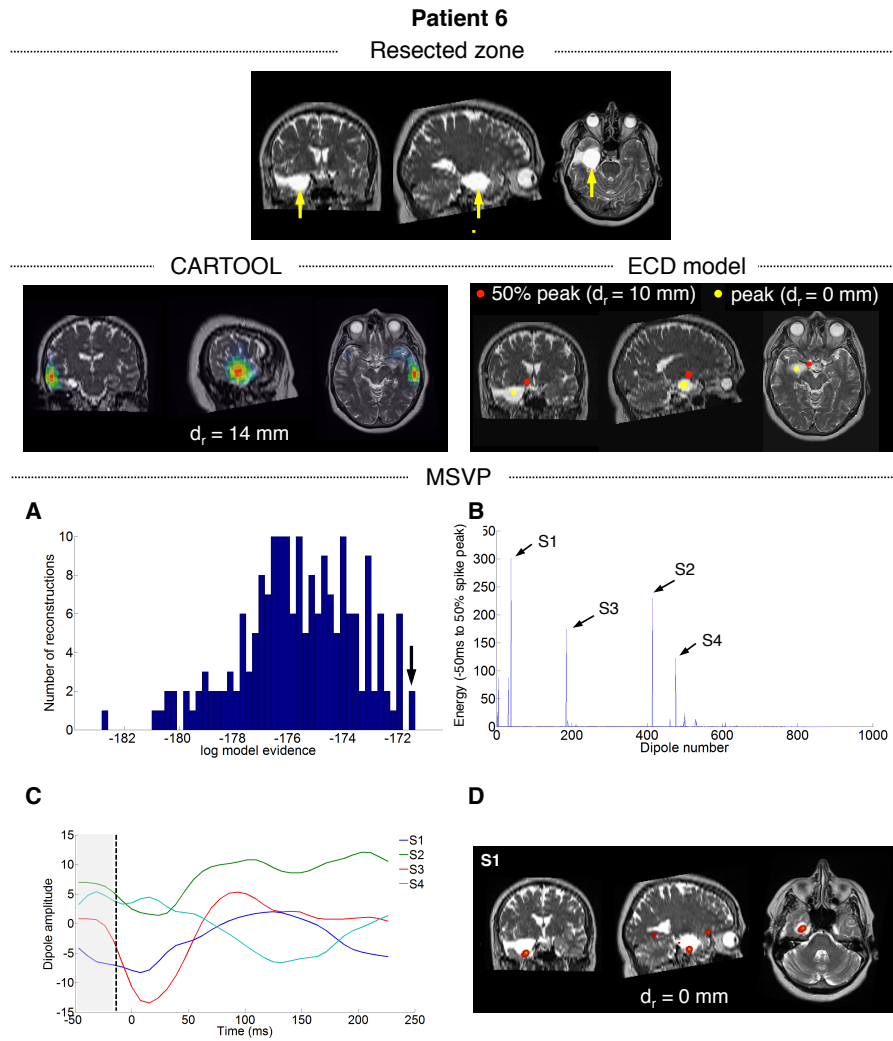 Patient 6
Resected zone
CARTOOL
ECD model
50% peak (dr = 10 mm)
peak (dr = 0 mm)
dr = 14 mm
MSVP
A
10
8
6
4
2
0
Number of reconstructions
-182
-180
-178
-176
-174
-172
log model evidence
B
50
300
250
200
150
100
50
0
Energy (-50ms to 50% spike peak)
S1
S2
S3
S4
0
200
400
600
800
1000
Dipole number
C
15
10
5
0
-5
-10
-15
Dipole amplitude
-50
0
50
100
150
200
250
Time (ms)
S1
S2
S3
S4
D
S1
dr = 0 mm